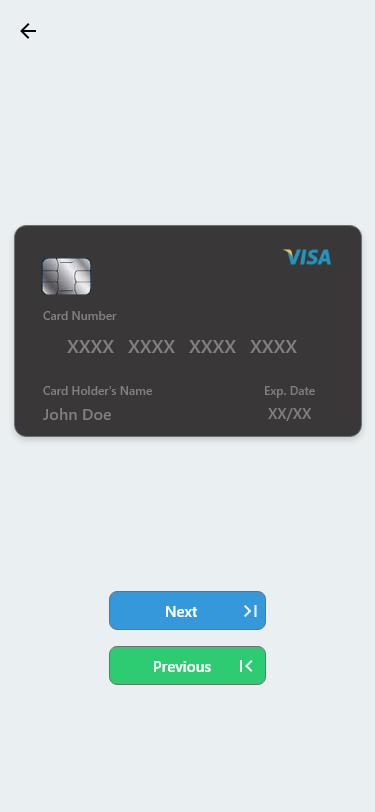 VISA
Card Number
XXXX XXXX XXXX XXXX
Card Holder's Name Exp. Date
John Doe XX/XX
Next
Previous